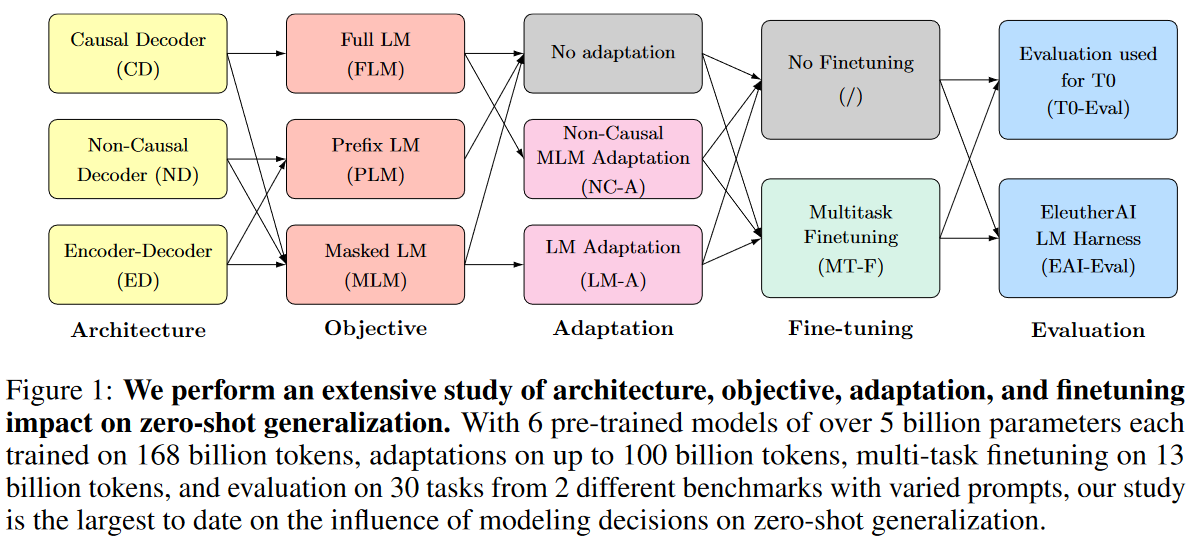 Causal Decoder
(CD)
Full LM
(FLM)
No adaptation
No Finetuning
(/)
Evaluation used
for T0
(T0-Eval)
Non-Causal
Decoder (ND)
Prefix LM
(PLM)
Non-Causal
MLM Adaptation
(NC-A)
Encoder-Decoder
(ED)
Masked LM
(MLM)
LM Adaptation
(LM-A)
Multitask
Finetuning
(MT-F)
EleutherAI
LM Harness
(EAI-Eval)
Architecture
Objective
Adaptation
Fine-tuning
Evaluation
Figure 1: We perform an extensive study of architecture, objective, adaptation, and finetuning
impact on zero-shot generalization. With 6 pre-trained models of over 5 billion parameters each
trained on 168 billion tokens, adaptations on up to 100 billion tokens, multi-task finetuning on 13
billion tokens, and evaluation on 30 tasks from 2 different benchmarks with varied prompts, our study
is the largest to date on the influence of modeling decisions on zero-shot generalization.